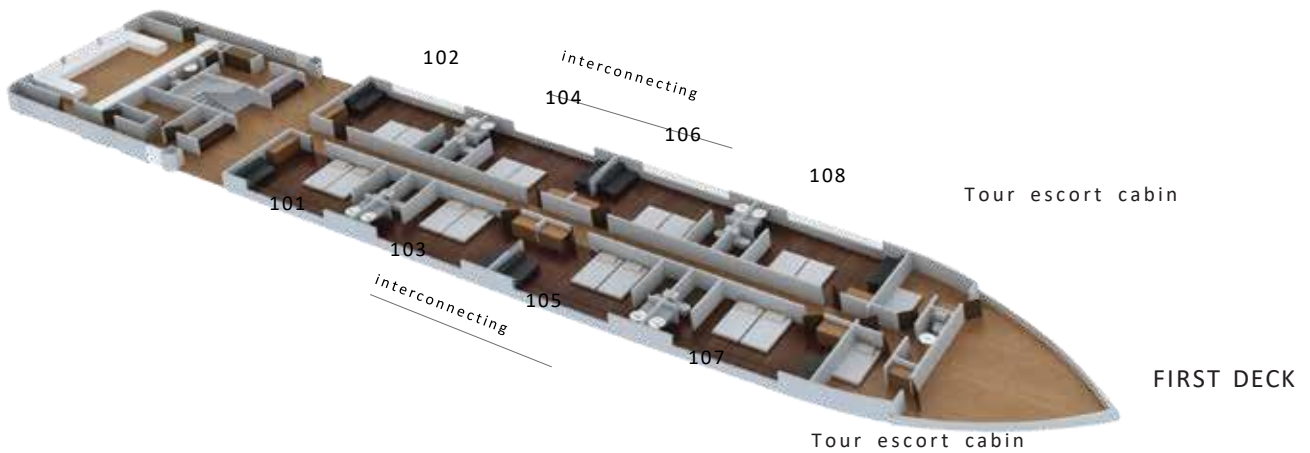 102
interconnecting
104
106
108
Tour escort cabin
101
103
interconnecting
105
107
FIRST DECK
Tour escort cabin